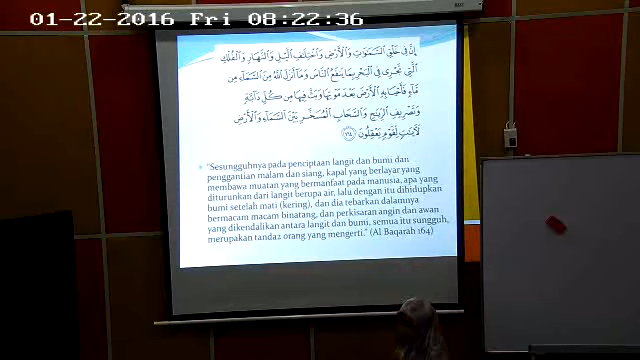 01-22-2016 Fri 08:22:36
إِنَّ فِي خَلْقِ السَّمَاوَاتِ وَالْأَرْضِ وَاخْتِلَافِ اللَّيْلِ وَالنَّهَارِ وَالْفُلْكِ
الَّتِي تَجْرِي فِي الْبَحْرِ بِمَا يَنفَعُ النَّاسَ وَمَا أَنزَلَ اللَّهُ مِنَ السَّمَاءِ مِن
مَّاءٍ فَأَحْيَا بِهِ الْأَرْضَ بَعْدَ مَوْتِهَا وَبَثَّ فِيهَا مِن كُلِّ دَابَّةٍ
وَتَصْرِيفِ الرِّيَاحِ وَالسَّحَابِ الْمُسَخَّرِ بَيْنَ السَّمَاءِ وَالْأَرْضِ
لَآيَاتٍ لِّقَوْمٍ يَعْقِلُونَ ١٦٤
"Sesungguhnya pada penciptaan langit dan bumi dan
penggantian malam dan siang, kapal yang berlayar yang
membawa muatan yang bermanfaat pada manusia, apa yang
diturunkan dari langit berupa air, lalu dengan itu dihidupkan
bumi setelah mati (kering), dan dia tebarkan dalamnya
bermacam macam binatang, dan perkisaran angin dan awan
yang dikendalikan antara langit dan bumi, semua itu sungguh,
merupakan tandaz orang yang mengerti." (Al Baqarah 164)